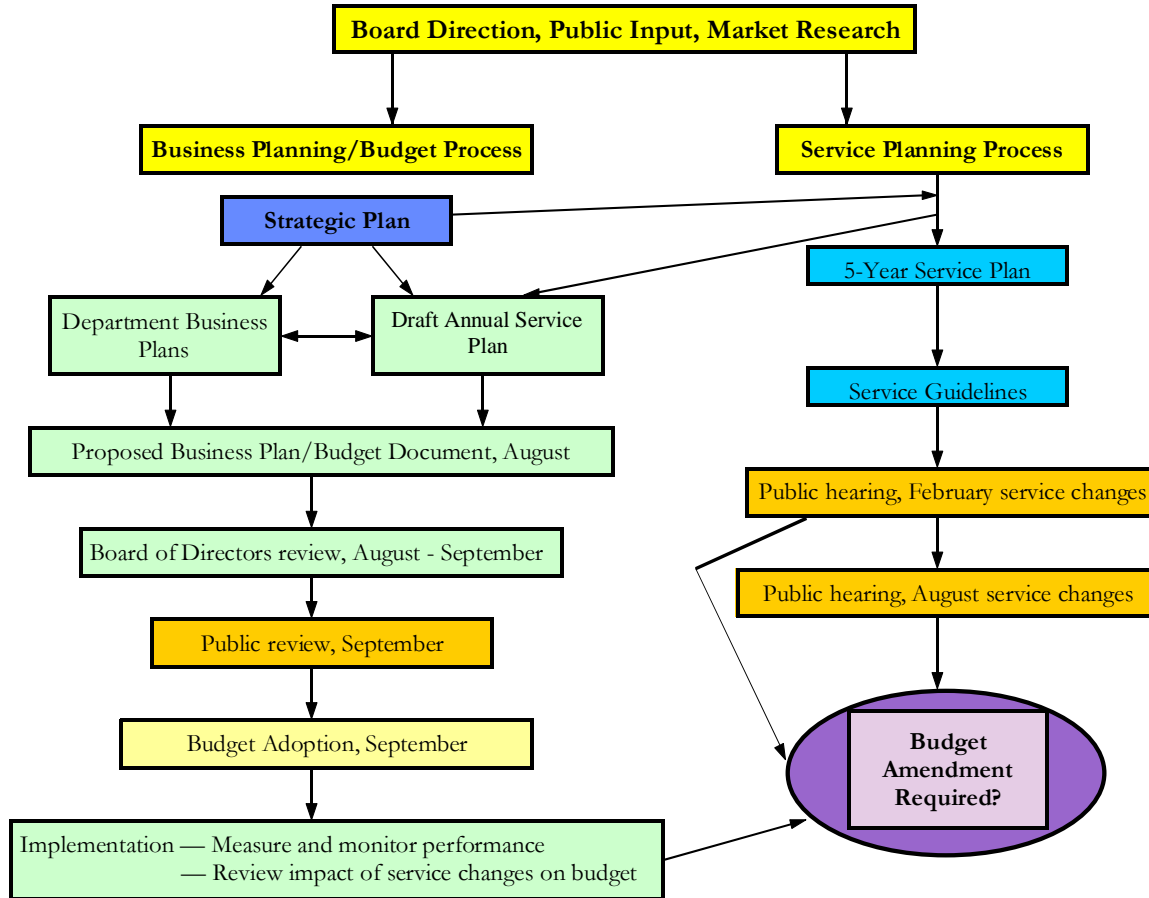 Board Direction, Public Input, Market Research
Business Planning/Budget Process
Service Planning Process
Strategic Plan
5-Year Service Plan
Department Business
Plans
Draft Annual Service
Plan
Service Guidelines
Proposed Business Plan/Budget Document, August
Public hearing, February service changes
Board of Directors review, August - September
Public hearing, August service changes
Public review, September
Budget Adoption, September
Budget
Amendment
Required?
Implementation — Measure and monitor performance
— Review impact of service changes on budget